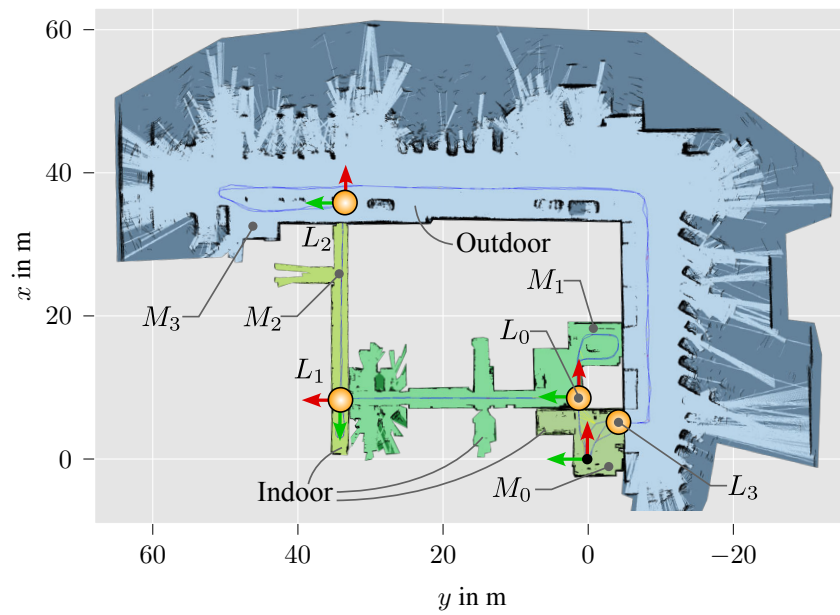 60
40
20
0
x in m
60
40
20
0
−20
y in m
L₂
Outdoor
M₁
M₃
M₂
L₀
L₁
Indoor
M₀
L₃